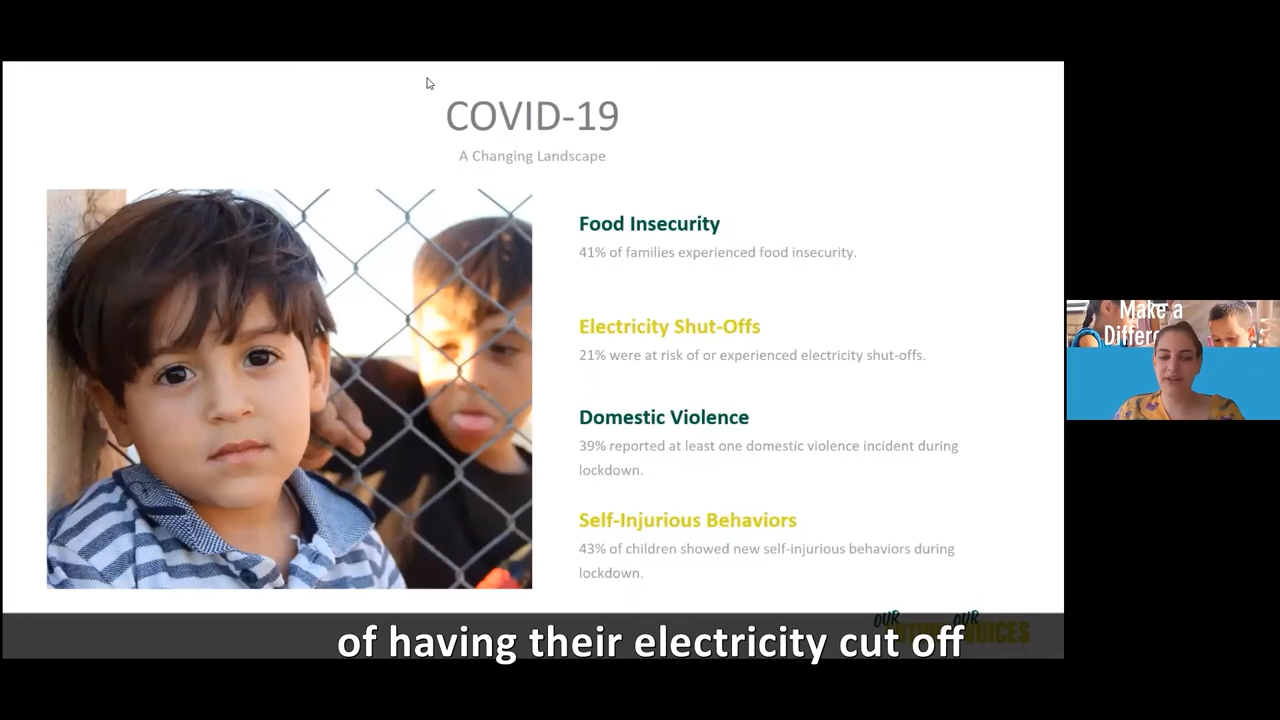 COVID-19
A Changing Landscape
Food Insecurity
41% of families experienced food insecurity.
Electricity Shut-Offs
21% were at risk of or experienced electricity shut-offs.
Domestic Violence
39% reported at least one domestic violence incident during
lockdown.
Self-Injurious Behaviors
43% of children showed new self-injurious behaviors during
lockdown.
Make a
OUR OUR
of having their electricity cut off